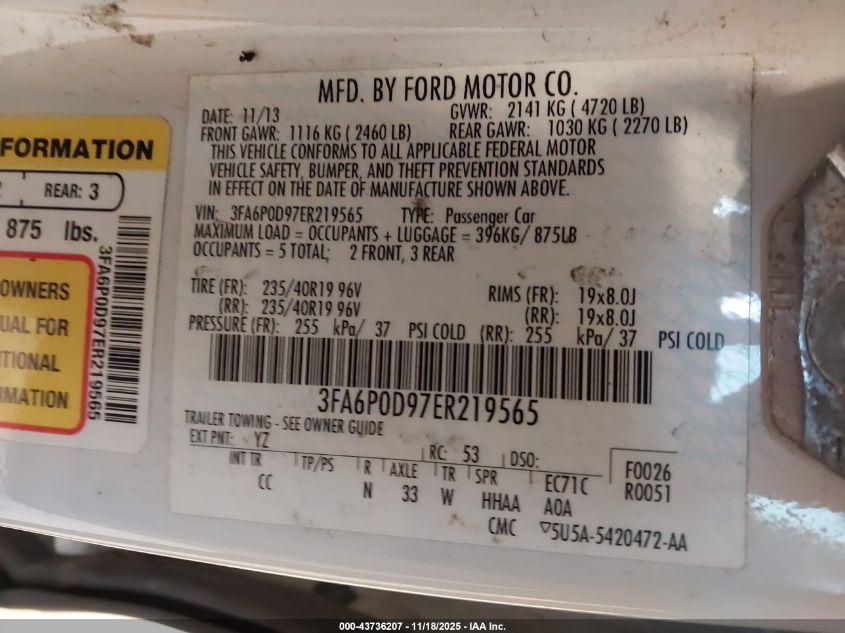 FORMATION
REAR: 3
875 lbs.
3FA6P0D97ER219565
OWNERS
UAL FOR
ITIONAL
RMATION
MFD. BY FORD MOTOR CO.
DATE: 11/13 GVWR: 2141 KG ( 4720 LB)
FRONT GAWR: 1116 KG ( 2460 LB) REAR GAWR: 1030 KG ( 2270 LB)
THIS VEHICLE CONFORMS TO ALL APPLICABLE FEDERAL MOTOR
VEHICLE SAFETY, BUMPER, AND THEFT PREVENTION STANDARDS
IN EFFECT ON THE DATE OF MANUFACTURE SHOWN ABOVE.
VIN: 3FA6P0D97ER219565 TYPE: Passenger Car
MAXIMUM LOAD = OCCUPANTS + LUGGAGE = 396KG/ 875LB
OCCUPANTS = 5 TOTAL; 2 FRONT, 3 REAR
TIRE (FR): 235/40R19 96V RIMS (FR): 19x8.0J
(RR): 235/40R19 96V (RR): 19x8.0J
PRESSURE (FR): 255 kPa/ 37 PSI COLD (RR): 255 kPa/ 37 PSI COLD
3FA6P0D97ER219565
TRAILER TOWING - SEE OWNER GUIDE
EXT PNT: YZ RC: 53 DSO: F0026
INT TR TP/PS R AXLE TR SPR EC71C R0051
CC N 33 W HHAA AOA
CMC ▽5U5A-5420472-AA
000-43736207 - 11/18/2025 - IAA Inc.